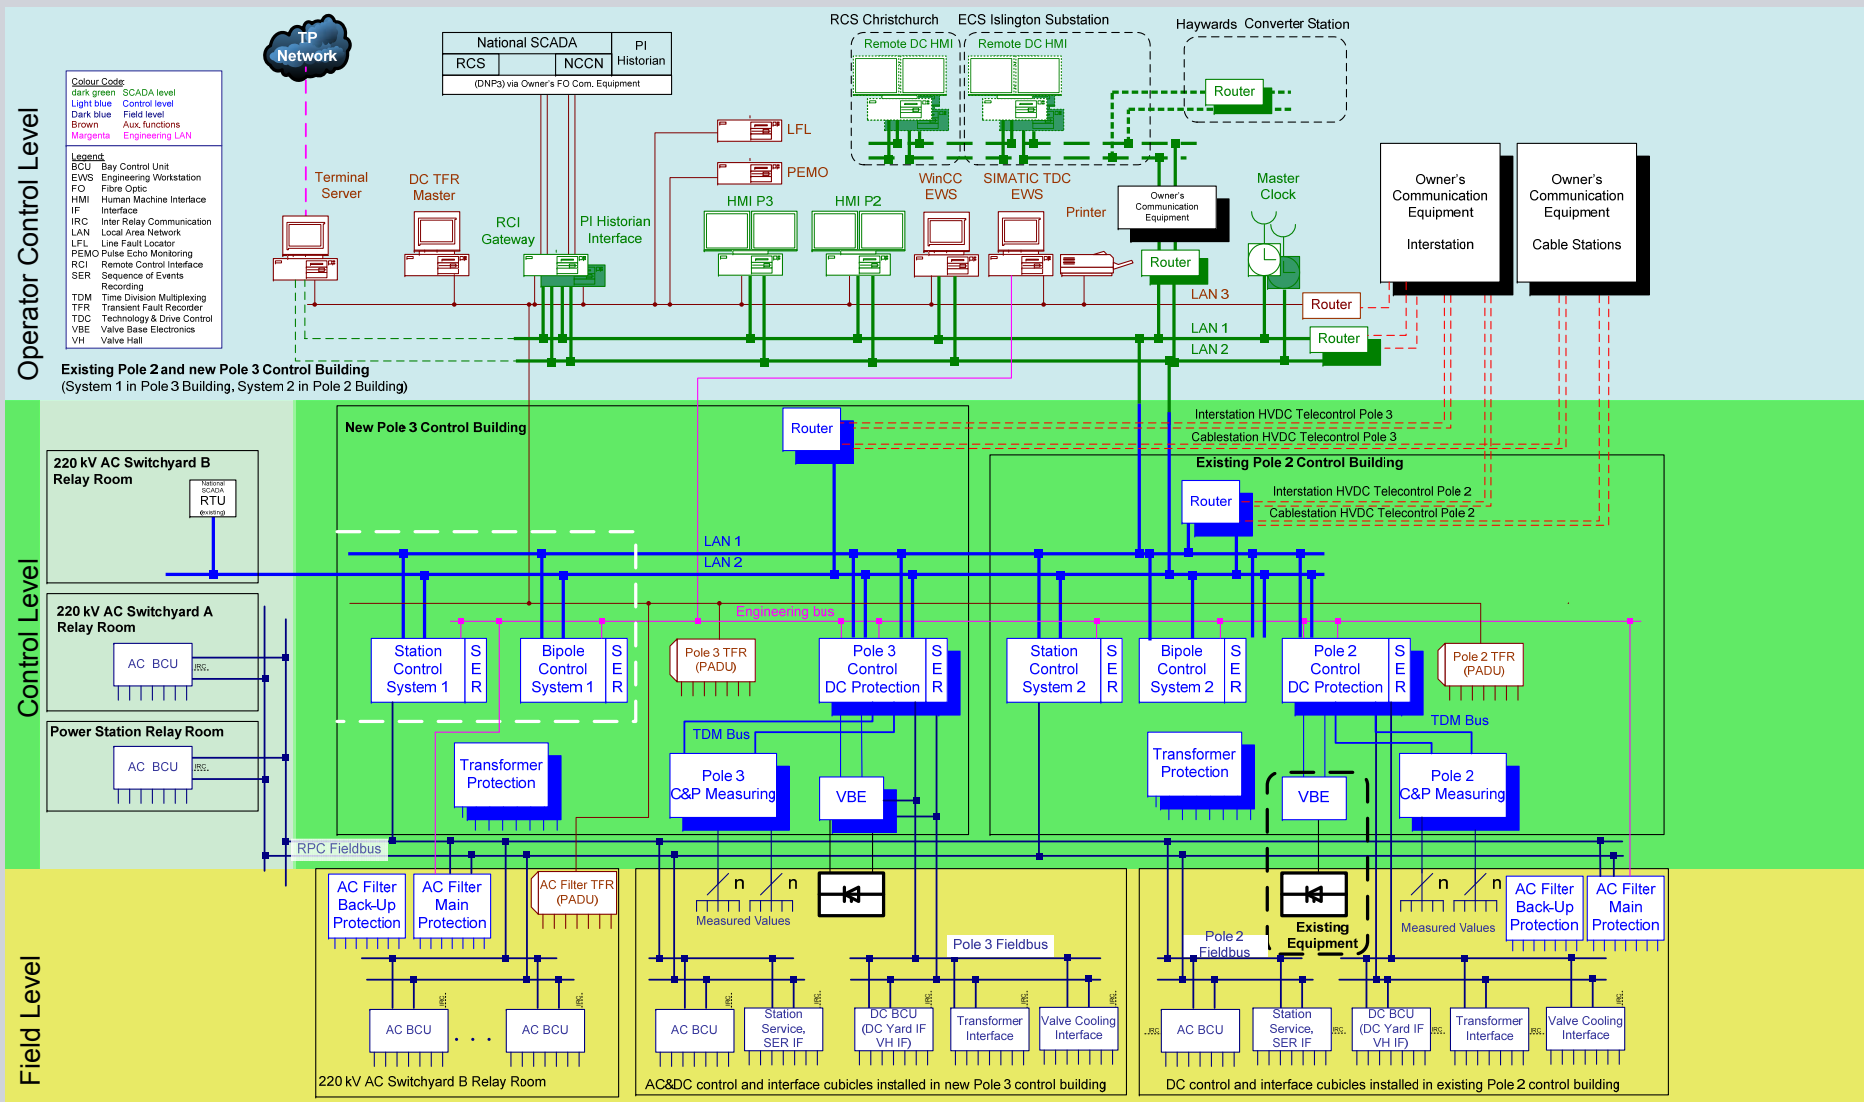 Operator Control Level
Control Level
Field Level
TP
Network
Colour Code:
dark green SCADA level
Light blue Control level
Dark blue Field level
Brown Aux. functions
Margenta Engineering LAN
Legend:
BCU Bay Control Unit
EWS Engineering Workstation
FO Fibre Optic
HMI Human Machine Interface
IF Interface
IRC Inter Relay Communication
LAN Local Area Network
LFL Line Fault Locator
PEMO Pulse Echo Monitoring
RCI Remote Control Interface
SER Sequence of Events
Recording
TDM Time Division Multiplexing
TFR Transient Fault Recorder
TDC Technology & Drive Control
VBE Valve Base Electronics
VH Valve Hall
National SCADA
RCS
NCCN
PI
Historian
(DNP3) via Owner's FO Com. Equipment
RCS Christchurch
Remote DC HMI
ECS Islington Substation
Remote DC HMI
Haywards Converter Station
Router
LFL
PEMO
Terminal
Server
DC TFR
Master
RCI
Gateway
PI Historian
Interface
HMI P3
HMI P2
WinCC
EWS
SIMATIC TDC
EWS
Printer
Owner's
Communication
Equipment
Router
Master
Clock
Owner's
Communication
Equipment
Interstation
Owner's
Communication
Equipment
Cable Stations
LAN 3
Router
LAN 1
Router
LAN 2
Existing Pole 2 and new Pole 3 Control Building
(System 1 in Pole 3 Building, System 2 in Pole 2 Building)
New Pole 3 Control Building
Router
Interstation HVDC Telecontrol Pole 3
Cablestation HVDC Telecontrol Pole 3
Existing Pole 2 Control Building
Router
Interstation HVDC Telecontrol Pole 2
Cablestation HVDC Telecontrol Pole 2
220 kV AC Switchyard B
Relay Room
National
SCADA
RTU
(existing)
LAN 1
LAN 2
Engineering bus
220 kV AC Switchyard A
Relay Room
AC BCU
IRC
Power Station Relay Room
AC BCU
IRC
Station
Control
System 1
SER
Bipole
Control
System 1
SER
Pole 3 TFR
(PADU)
Pole 3
Control
DC Protection
SER
Station
Control
System 2
SER
Bipole
Control
System 2
SER
Pole 2
Control
DC Protection
SER
Pole 2 TFR
(PADU)
Transformer
Protection
TDM Bus
Pole 3
C&P Measuring
VBE
Transformer
Protection
VBE
TDM Bus
Pole 2
C&P Measuring
RPC Fieldbus
AC Filter
Back-Up
Protection
AC Filter
Main
Protection
AC Filter TFR
(PADU)
n
n
Measured Values
Existing
Equipment
n
n
Measured Values
AC Filter
Back-Up
Protection
AC Filter
Main
Protection
Pole 3 Fieldbus
Pole 2
Fieldbus
AC BCU
IRC
. . .
AC BCU
IRC
220 kV AC Switchyard B Relay Room
AC BCU
IRC
Station
Service,
SER IF
IRC
DC BCU
(DC Yard IF
VH IF)
Transformer
Interface
IRC
Valve Cooling
Interface
IRC
AC&DC control and interface cubicles installed in new Pole 3 control building
IRC
AC BCU
Station
Service,
SER IF
IRC
DC BCU
(DC Yard IF
VH IF)
IRC
Transformer
Interface
IRC
Valve Cooling
Interface
IRC
DC control and interface cubicles installed in existing Pole 2 control building